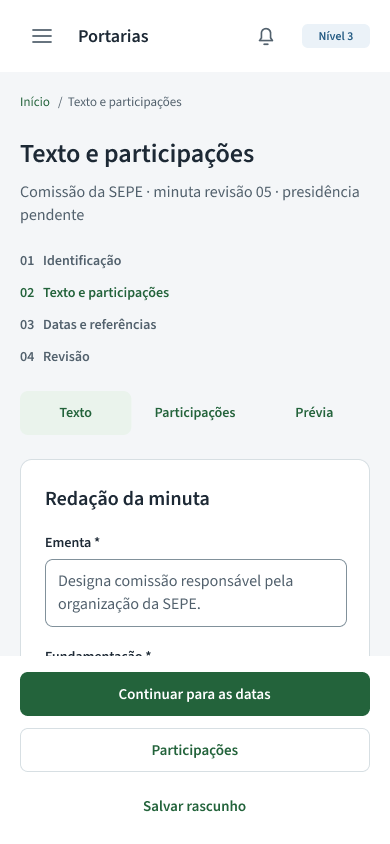 Portarias
Nível 3
Início / Texto e participações
Texto e participações
Comissão da SEPE · minuta revisão 05 · presidência
pendente
01 Identificação
02 Texto e participações
03 Datas e referências
04 Revisão
Texto
Participações
Prévia
Redação da minuta
Ementa *
Designa comissão responsável pela
organização da SEPE.
Fundamentação *
Continuar para as datas
Participações
Salvar rascunho